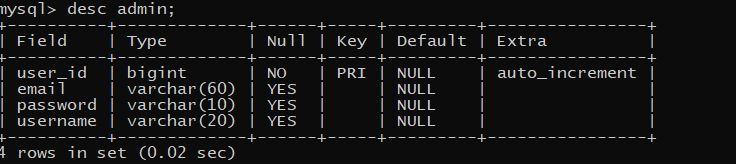 mysql> desc admin;
+----------+-------------+------+-----+---------+----------------+
| Field    | Type        | Null | Key | Default | Extra          |
+----------+-------------+------+-----+---------+----------------+
| user_id  | bigint      | NO   | PRI | NULL    | auto_increment |
| email    | varchar(60) | YES  |     | NULL    |                |
| password | varchar(10) | YES  |     | NULL    |                |
| username | varchar(20) | YES  |     | NULL    |                |
+----------+-------------+------+-----+---------+----------------+
4 rows in set (0.02 sec)